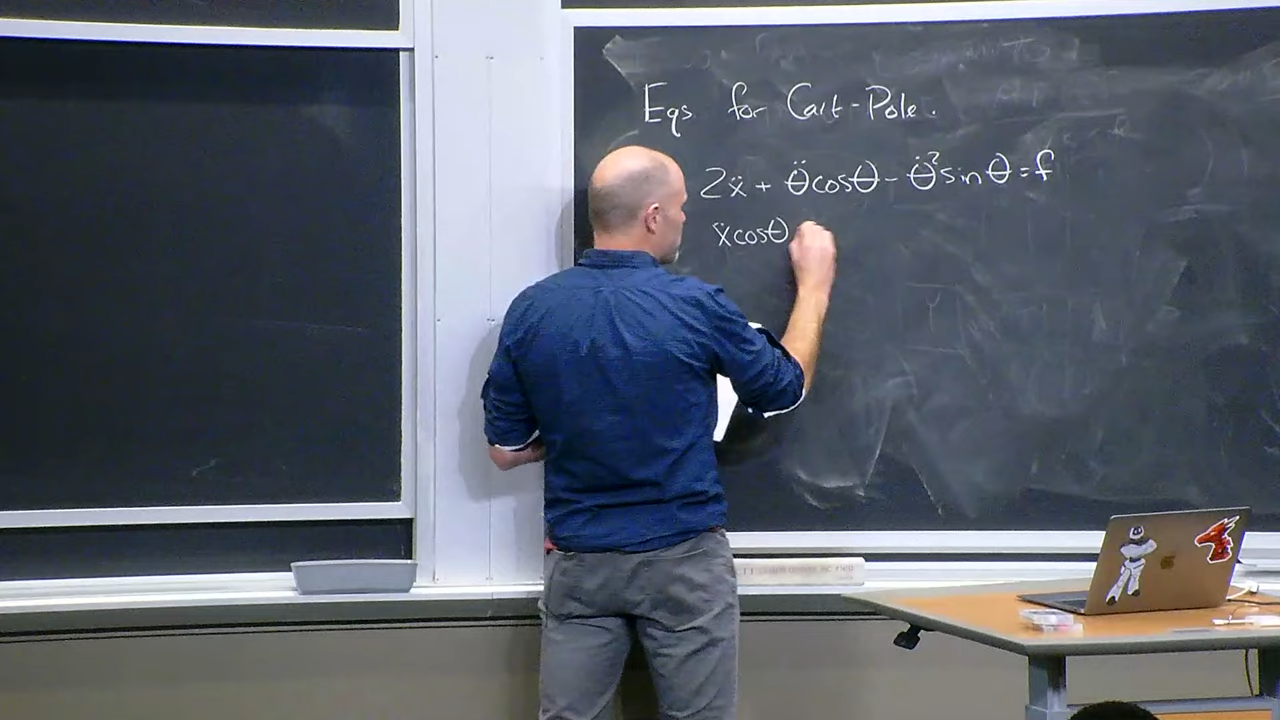 Eqs for Cart-Pole.
2ẍ + θ̈cosθ - θ̈²sinθ = f
ẍcosθ